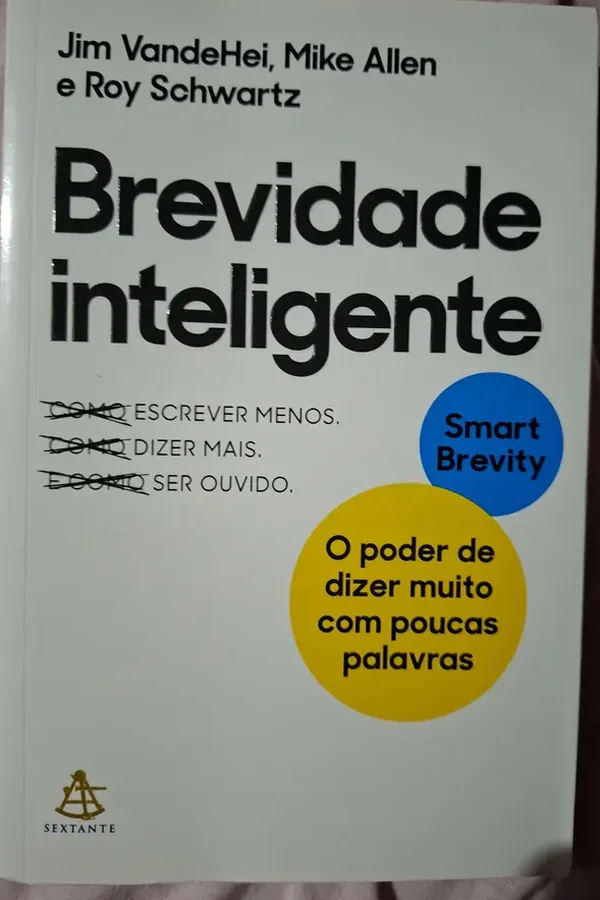 Jim VandeHei, Mike Allen
e Roy Schwartz
Brevidade
inteligente
COMO ESCREVER MENOS.
COMO DIZER MAIS.
E COMO SER OUVIDO.
Smart
Brevity
O poder de
dizer muito
com poucas
palavras
SEXTANTE